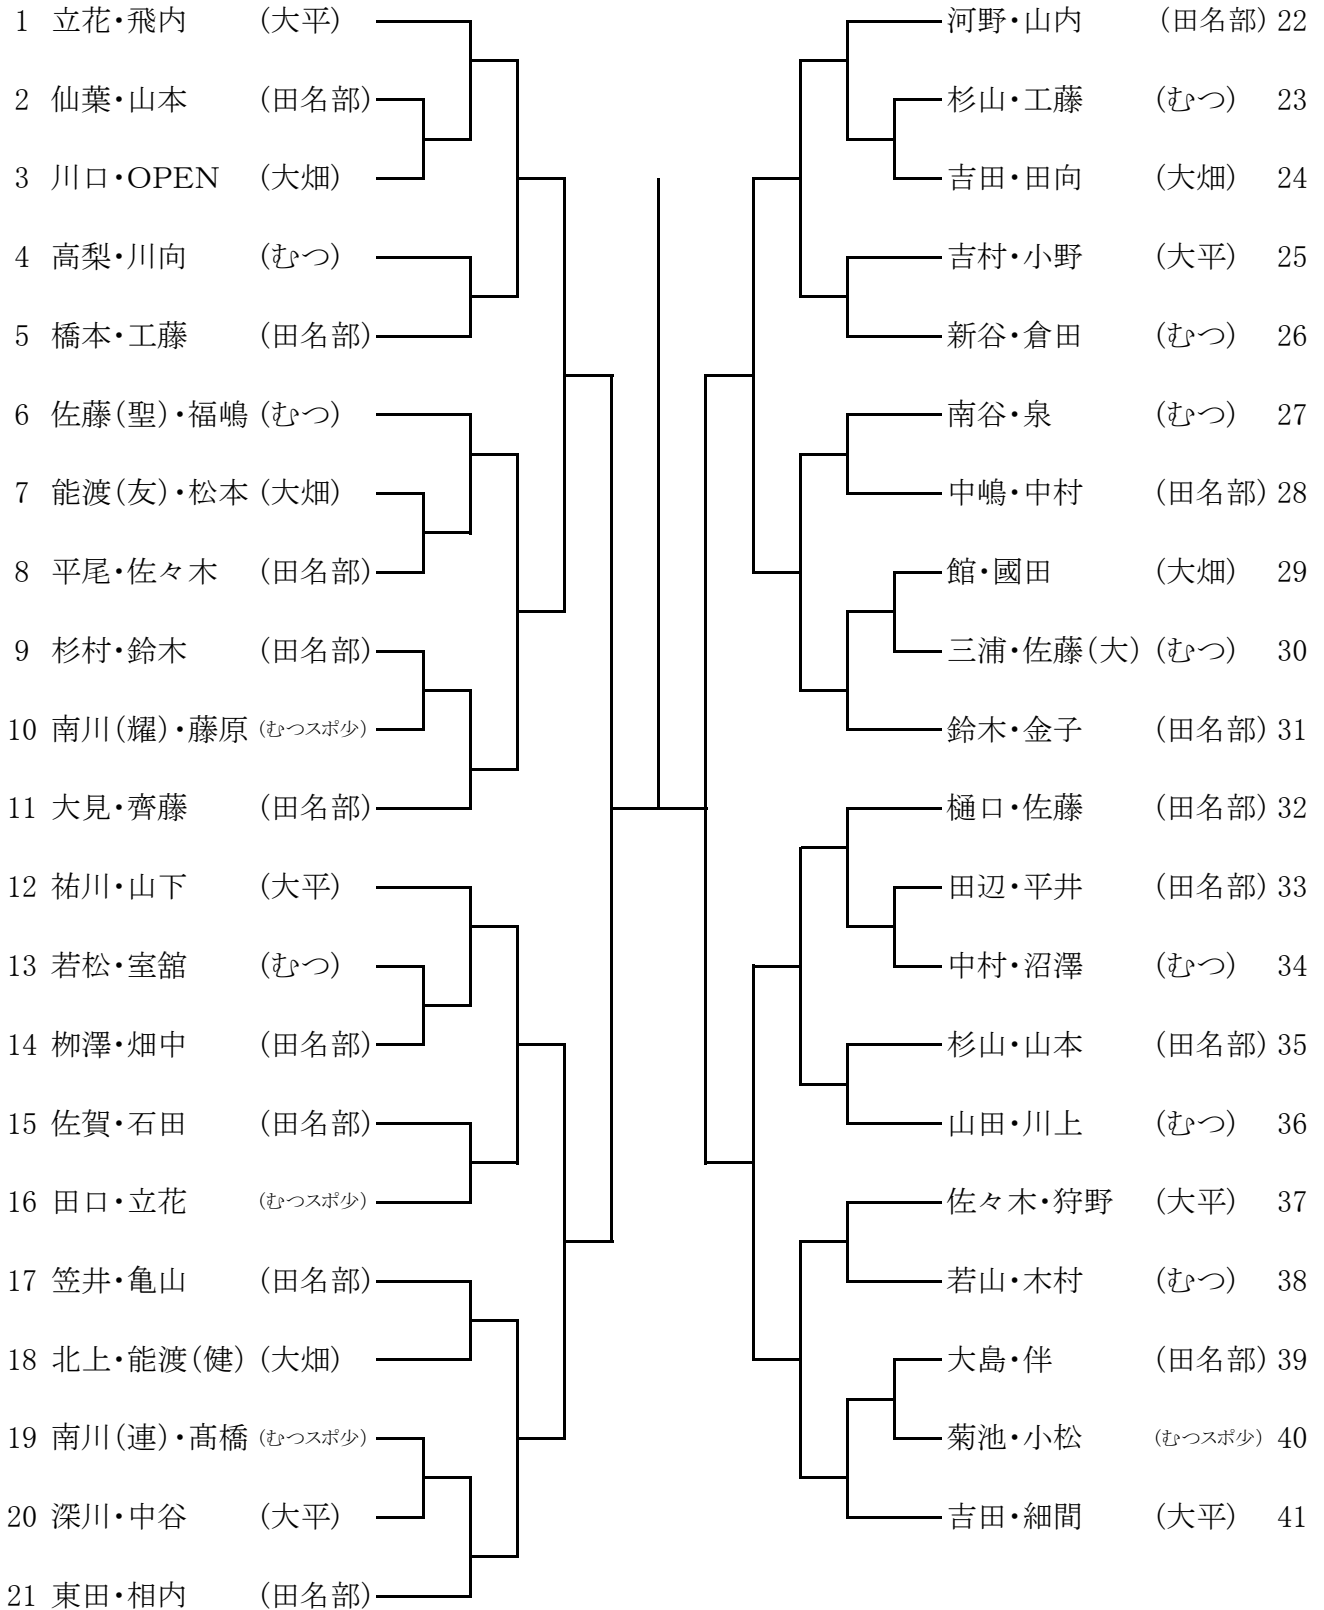 1 立花・飛内 (大平)
2 仙葉・山本 (田名部)
3 川口・OPEN (大畑)
4 高梨・川向 (むつ)
5 橋本・工藤 (田名部)
6 佐藤(聖)・福嶋 (むつ)
7 能渡(友)・松本 (大畑)
8 平尾・佐々木 (田名部)
9 杉村・鈴木 (田名部)
10 南川(耀)・藤原 (むつスポ少)
11 大見・齊藤 (田名部)
12 祐川・山下 (大平)
13 若松・室舘 (むつ)
14 栁澤・畑中 (田名部)
15 佐賀・石田 (田名部)
16 田口・立花 (むつスポ少)
17 笠井・亀山 (田名部)
18 北上・能渡(健) (大畑)
19 南川(連)・髙橋 (むつスポ少)
20 深川・中谷 (大平)
21 東田・相内 (田名部)
河野・山内 (田名部) 22
杉山・工藤 (むつ) 23
吉田・田向 (大畑) 24
吉村・小野 (大平) 25
新谷・倉田 (むつ) 26
南谷・泉 (むつ) 27
中嶋・中村 (田名部) 28
館・國田 (大畑) 29
三浦・佐藤(大) (むつ) 30
鈴木・金子 (田名部) 31
樋口・佐藤 (田名部) 32
田辺・平井 (田名部) 33
中村・沼澤 (むつ) 34
杉山・山本 (田名部) 35
山田・川上 (むつ) 36
佐々木・狩野 (大平) 37
若山・木村 (むつ) 38
大島・伴 (田名部) 39
菊池・小松 (むつスポ少) 40
吉田・細間 (大平) 41